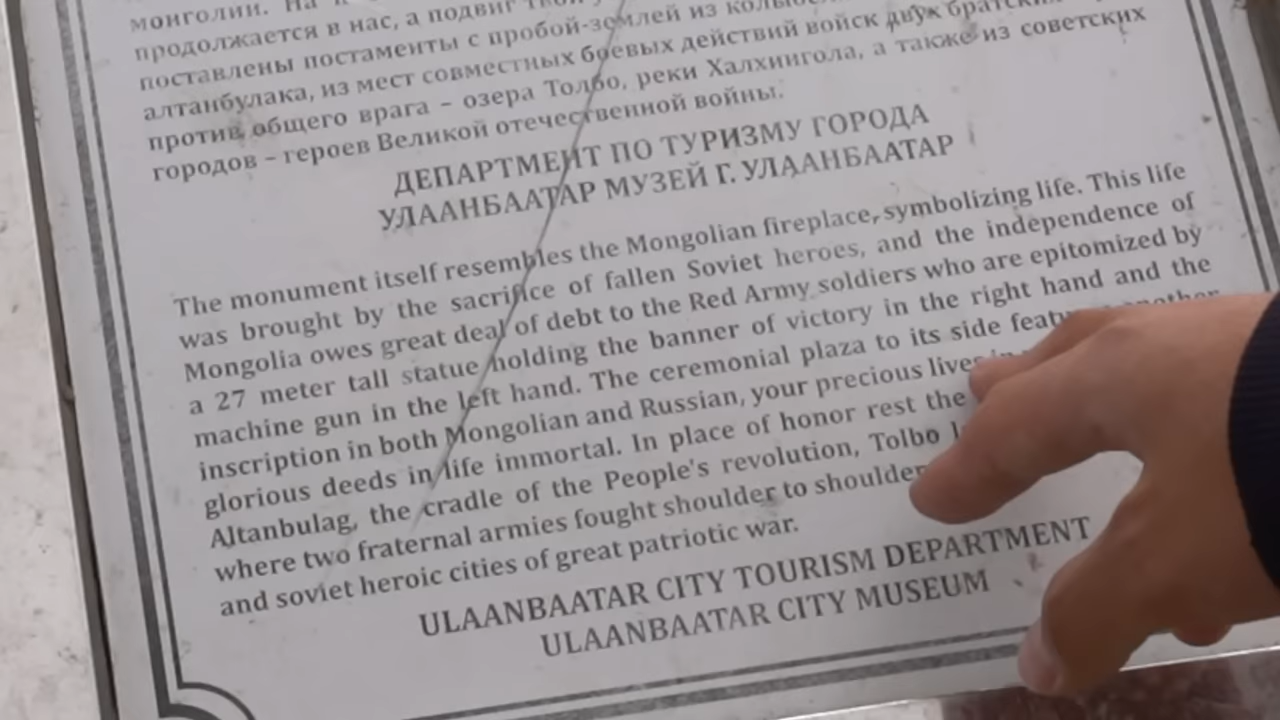 монголии. На
продолжается в нас, а подвиг
поставлены постаменты с пробой-землей из
алтанбулака, из мест совместных боевых действий войск двух
против общего врага – озера Толбо, реки Халхингола, а также из советских
городов – героев Великой отечественной войны.
ДЕПАРТМЕНТ ПО ТУРИЗМУ ГОРОДА
УЛААНБААТАР МУЗЕЙ Г. УЛААНБААТАР
The monument itself resembles the Mongolian fireplace, symbolizing life. This life
was brought by the sacrifice of fallen Soviet heroes, and the independence of
Mongolia owes great deal of debt to the Red Army soldiers who are epitomized by
a 27 meter tall statue holding the banner of victory in the right hand and the
machine gun in the left hand. The ceremonial plaza to its side another
inscription in both Mongolian and Russian, your precious lives
glorious deeds in life immortal. In place of honor rest the
Altanbulag, the cradle of the People's revolution, Tolbo
where two fraternal armies fought shoulder to shoulder
and soviet heroic cities of great patriotic war.
ULAANBAATAR CITY TOURISM DEPARTMENT
ULAANBAATAR CITY MUSEUM